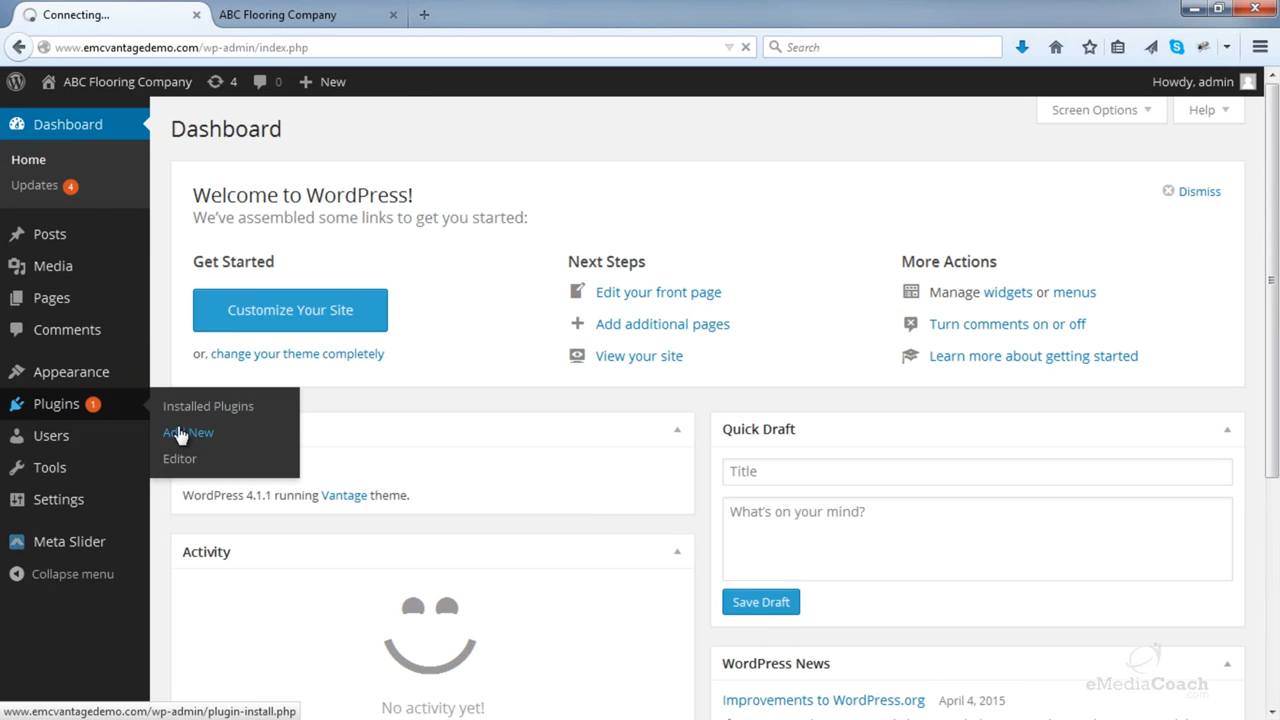 Connecting...
ABC Flooring Company
www.emcvantagedemo.com/wp-admin/index.php
Search
ABC Flooring Company
4
0
New
Howdy, admin
Dashboard
Home
Updates 4
Posts
Media
Pages
Comments
Appearance
Plugins 1
Users
Tools
Settings
Meta Slider
Collapse menu
Installed Plugins
Add New
Editor
Screen Options
Help
Dashboard
Welcome to WordPress!
We've assembled some links to get you started:
Dismiss
Get Started
Customize Your Site
or, change your theme completely
Next Steps
Edit your front page
Add additional pages
View your site
More Actions
Manage widgets or menus
Turn comments on or off
Learn more about getting started
WordPress 4.1.1 running Vantage theme.
Activity
No activity yet!
Quick Draft
Title
What's on your mind?
Save Draft
WordPress News
Improvements to WordPress.org April 4, 2015
eMediaCoach
.com
www.emcvantagedemo.com/wp-admin/plugin-install.php